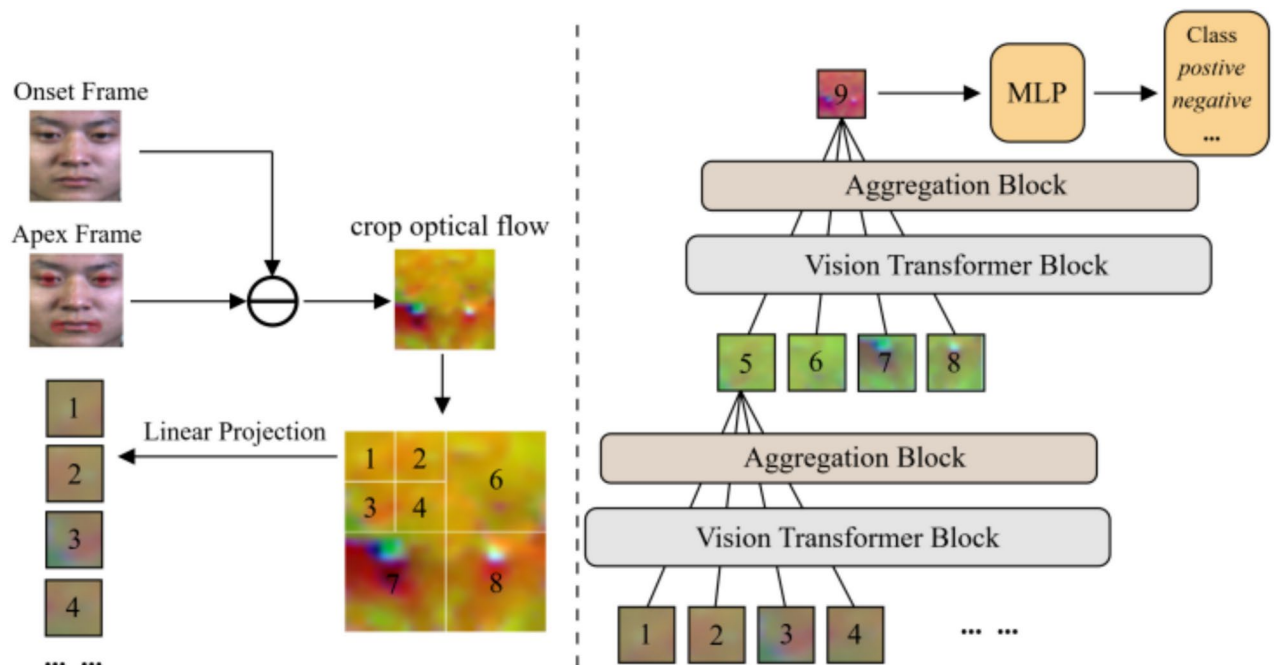 Onset Frame
Apex Frame
crop optical flow
1
2
3
4
... ...
Linear Projection
1 2
3 4
6
7
8
9
MLP
Class
postive
negative
...
Aggregation Block
Vision Transformer Block
5 6 7 8
Aggregation Block
Vision Transformer Block
1 2 3 4 ... ...